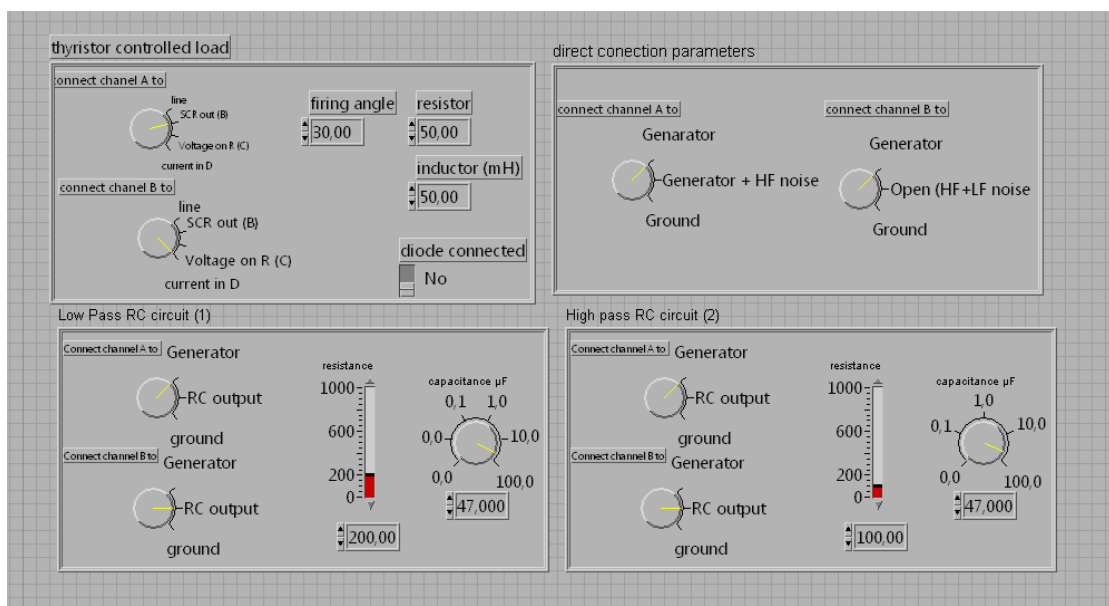 thyristor controlled load
connect chanel A to
line
SCR out (B)
Voltage on R (C)
current in D
firing angle
30,00
resistor
50,00
inductor (mH)
50,00
connect chanel B to
line
SCR out (B)
Voltage on R (C)
current in D
diode connected
No
direct conection parameters
connect channel A to
Genarator
Generator + HF noise
Ground
connect channel B to
Generator
Open (HF+LF noise
Ground
Low Pass RC circuit (1)
Connect channel A to
Generator
RC output
ground
Connect channel B to
Generator
RC output
ground
resistance
1000
600
200
0
200,00
capacitance µF
0,1
1,0
0,0
10,0
0,0
100,0
47,000
High pass RC circuit (2)
Connect channel A to
Generator
RC output
ground
Connect channel B to
Generator
RC output
ground
resistance
1000
600
200
0
100,00
capacitance µF
1,0
0,1
10,0
0,0
100,0
47,000